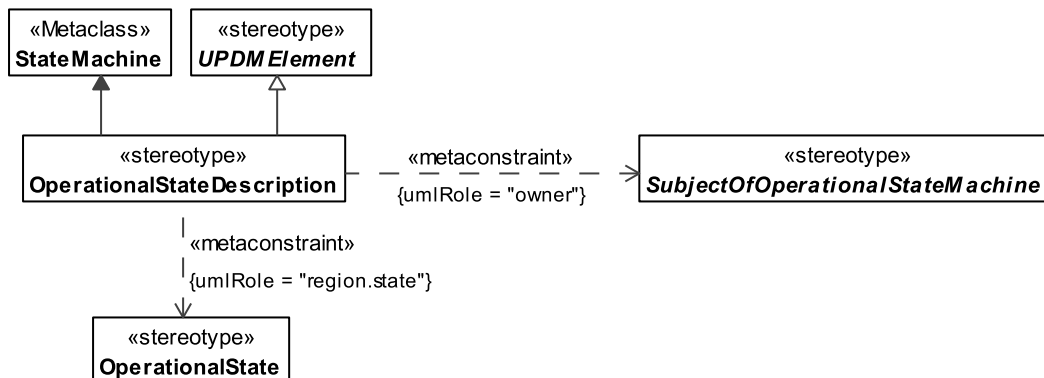 «Metaclass»
StateMachine
«stereotype»
UPDMElement
«stereotype»
OperationalStateDescription
«metaconstraint»
{umlRole = "owner"}
«stereotype»
SubjectOfOperationalStateMachine
«metaconstraint»
{umlRole = "region.state"}
«stereotype»
OperationalState